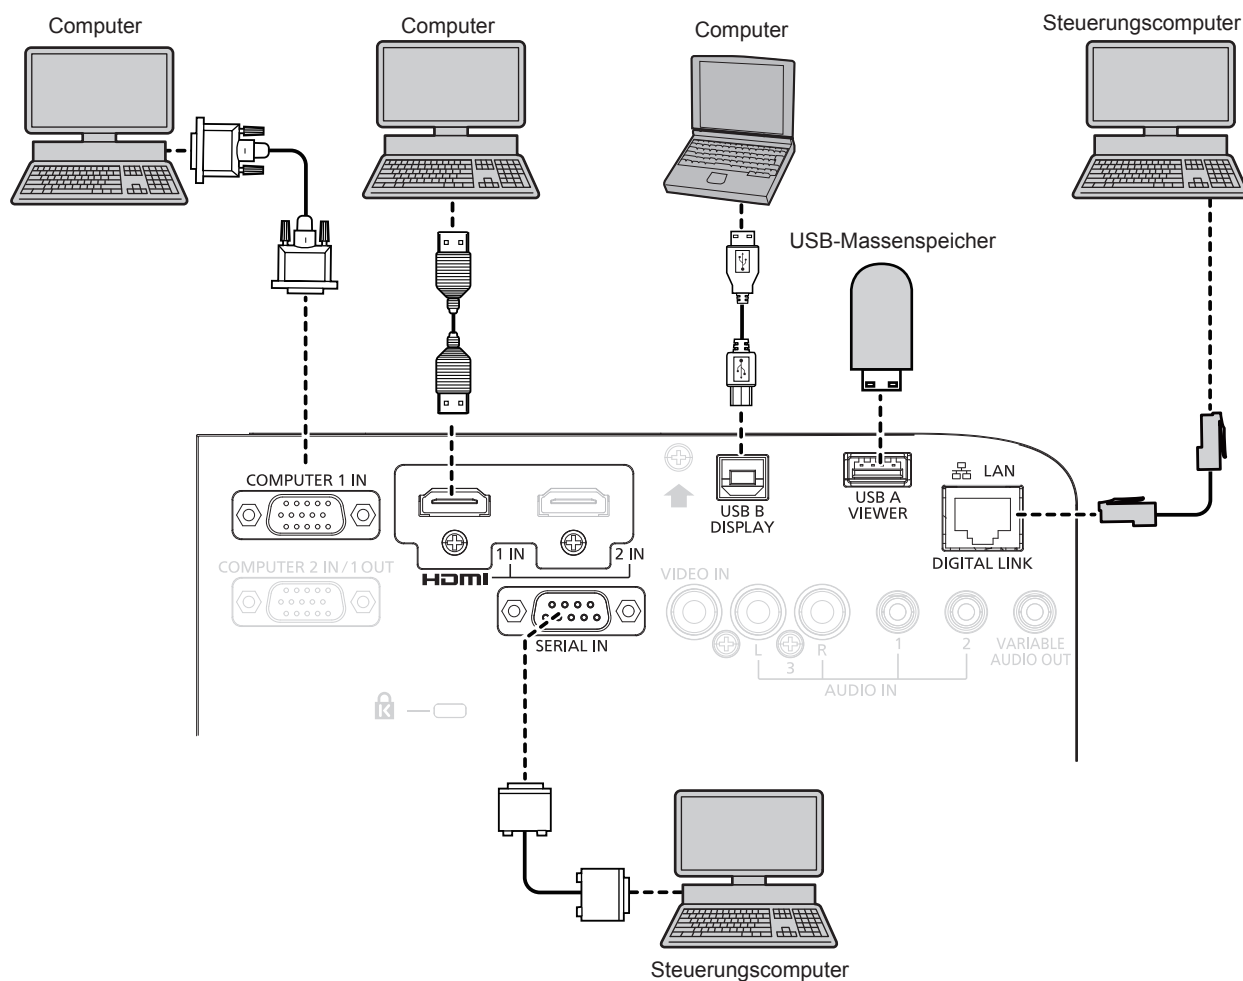 Computer
Computer
Computer
Steuerungscomputer
USB-Massenspeicher
COMPUTER 1 IN
USB B
DISPLAY
USB A
VIEWER
LAN
DIGITAL LINK
1 IN
2 IN
HDMI
COMPUTER 2 IN / 1 OUT
VIDEO IN
SERIAL IN
L
R
1
2
VARIABLE
AUDIO OUT
3
AUDIO IN
K
Steuerungscomputer